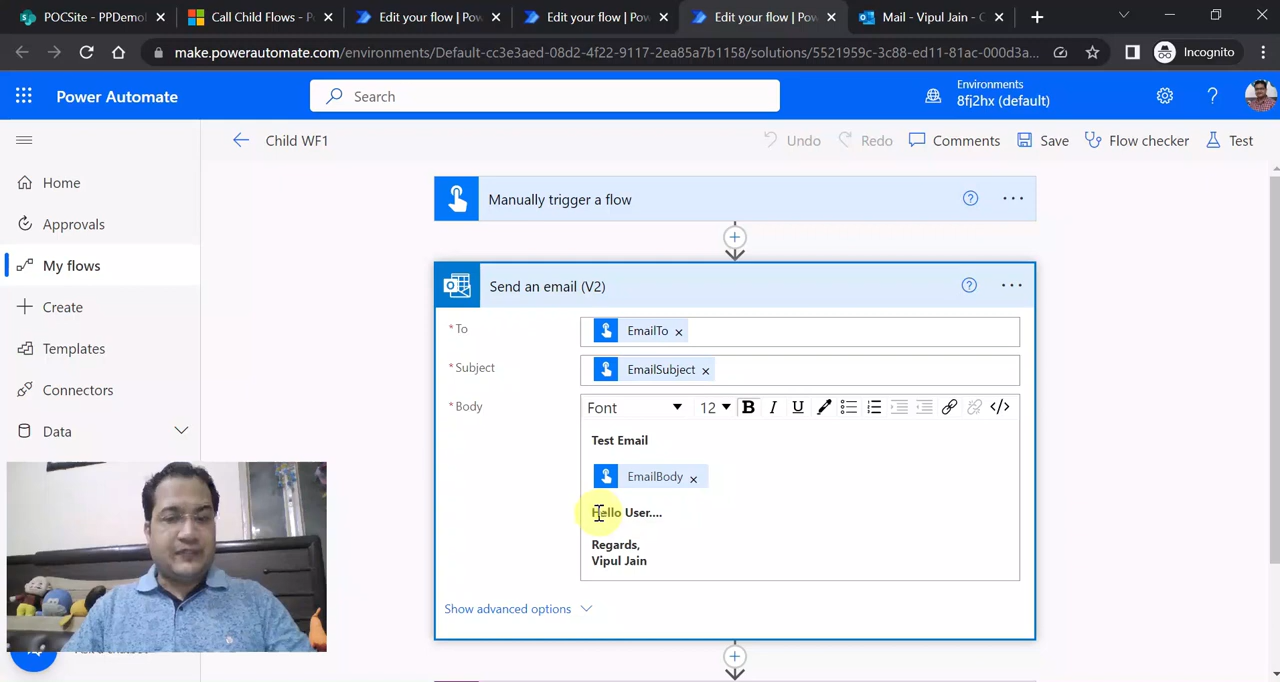 POCSite - PPDemo
Call Child Flows - P
Edit your flow | Pow
Edit your flow | Pow
Edit your flow | Pow
Mail - Vipul Jain - O
make.powerautomate.com/environments/Default-cc3e3aed-08d2-4f22-9117-2ea85a7b1158/solutions/5521959c-3c88-ed11-81ac-000d3a...
Incognito
Power Automate
Search
Environments
8fj2hx (default)
Child WF1
Undo
Redo
Comments
Save
Flow checker
Test
Home
Approvals
My flows
Create
Templates
Connectors
Data
Manually trigger a flow
Send an email (V2)
* To
EmailTo ×
* Subject
EmailSubject ×
* Body
Font
12
B I U
Test Email
EmailBody ×
Hello User....
Regards,
Vipul Jain
Show advanced options